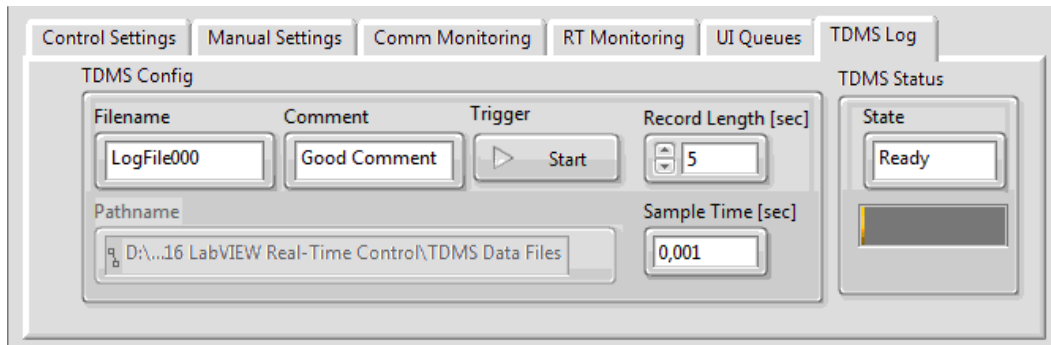 Control Settings Manual Settings Comm Monitoring RT Monitoring UI Queues TDMS Log
TDMS Config
TDMS Status
Filename Comment Trigger Record Length [sec]
State
LogFile000 Good Comment Start 5
Ready
Pathname Sample Time [sec]
D:\...16 LabVIEW Real-Time Control\TDMS Data Files 0,001